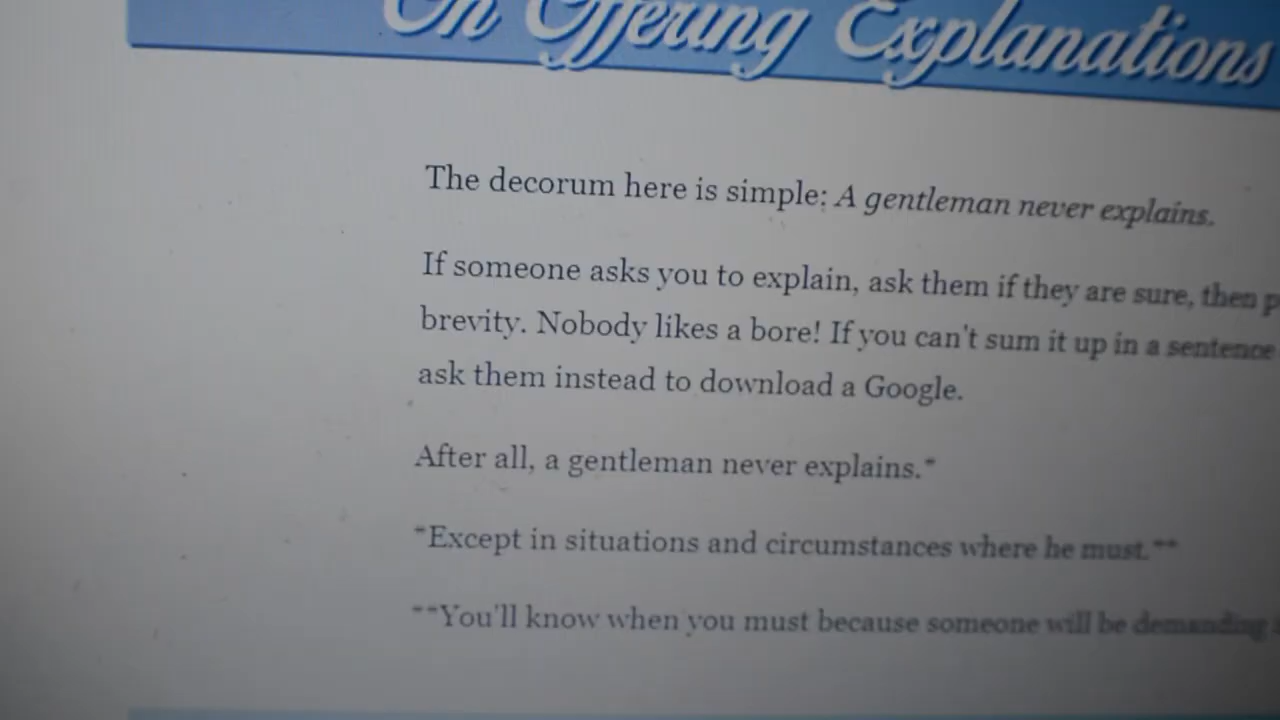 On Offering Explanations
The decorum here is simple: A gentleman never explains.
If someone asks you to explain, ask them if they are sure, then
brevity. Nobody likes a bore! If you can't sum it up in a sentence
ask them instead to download a Google.
After all, a gentleman never explains.*
*Except in situations and circumstances where he must.**
**You'll know when you must because someone will be demanding